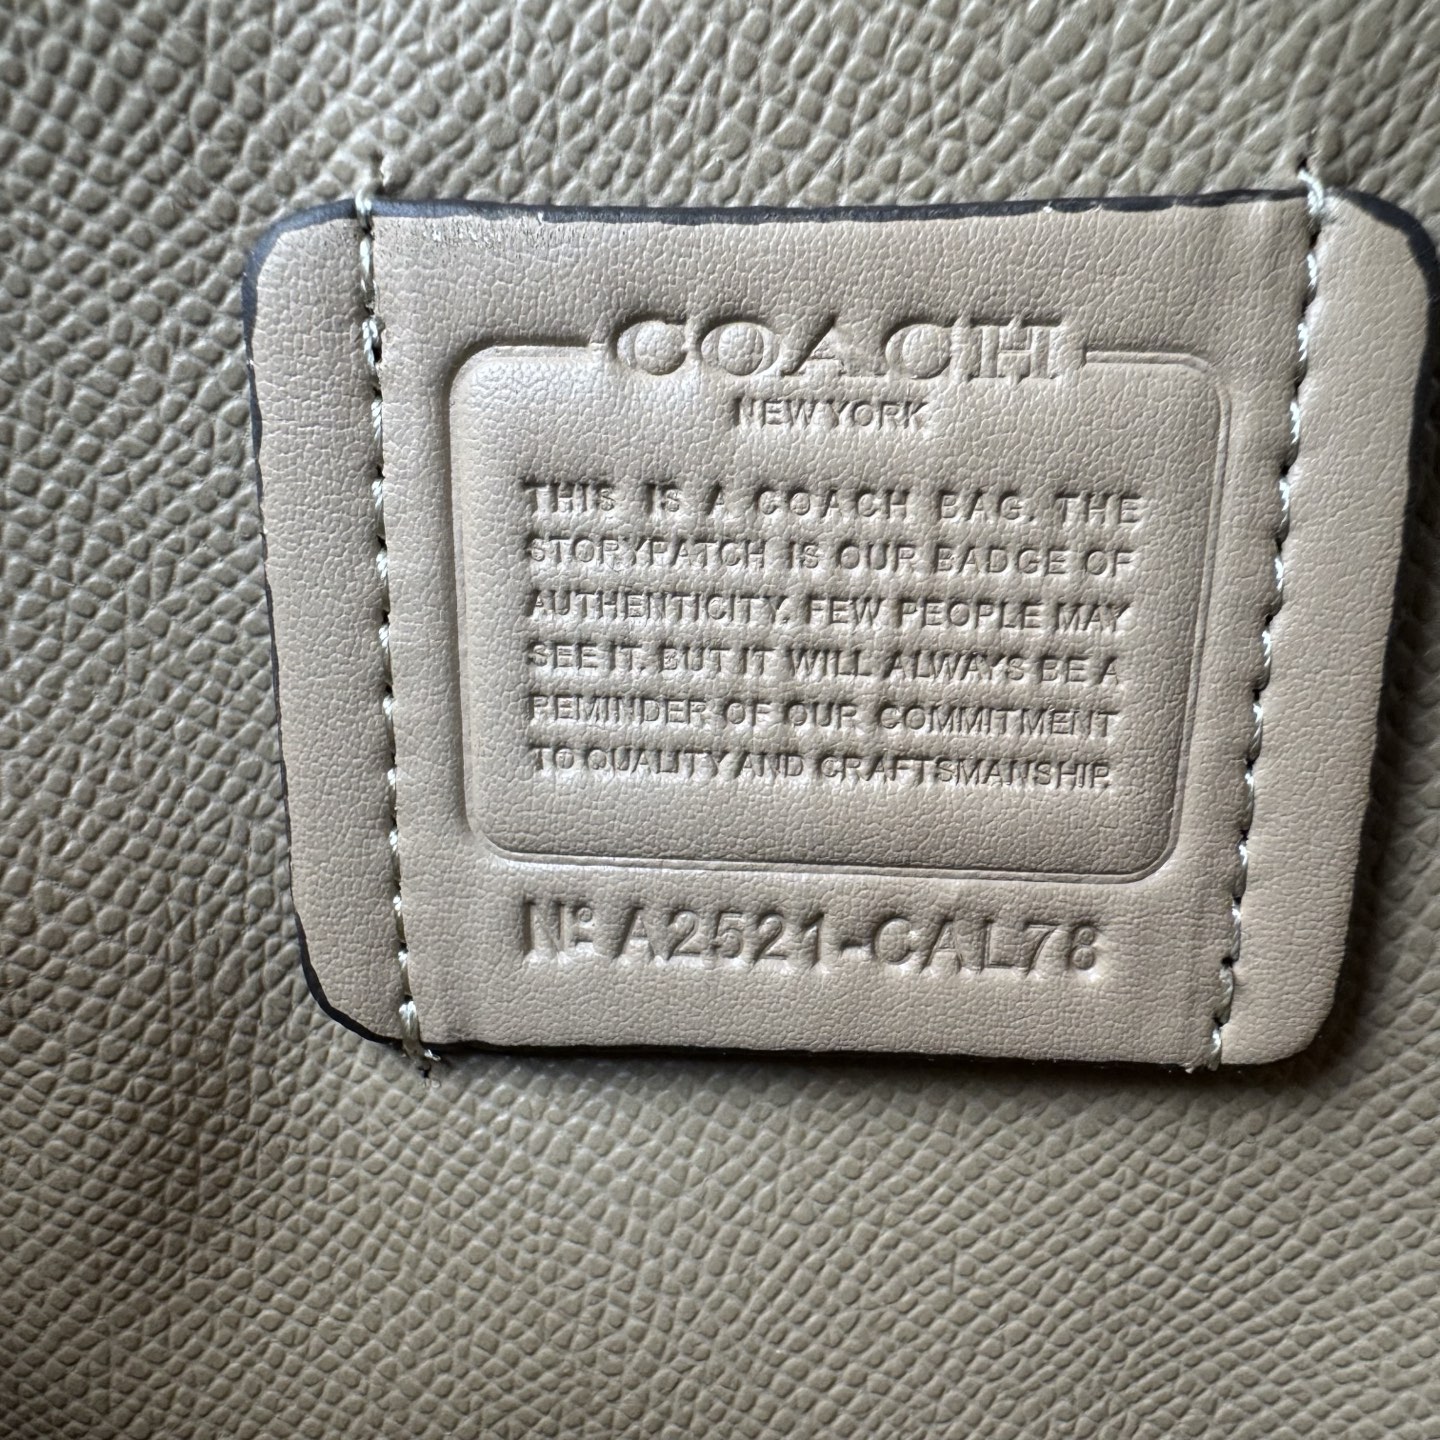 COACH
NEW YORK
THIS IS A COACH BAG. THE
STORYPATCH IS OUR BADGE OF
AUTHENTICITY. FEW PEOPLE MAY
SEE IT. BUT IT WILL ALWAYS BE A
REMINDER OF OUR COMMITMENT
TO QUALITY AND CRAFTSMANSHIP.
Nº A2521-CAL78